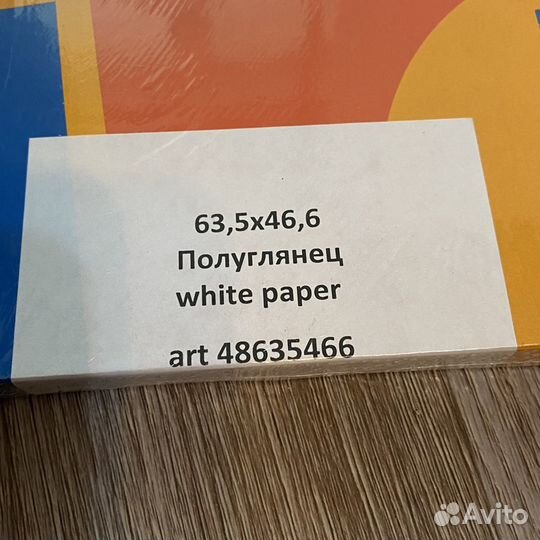 63,5x46,6
Полуглянец
white paper
art 48635466
Avito